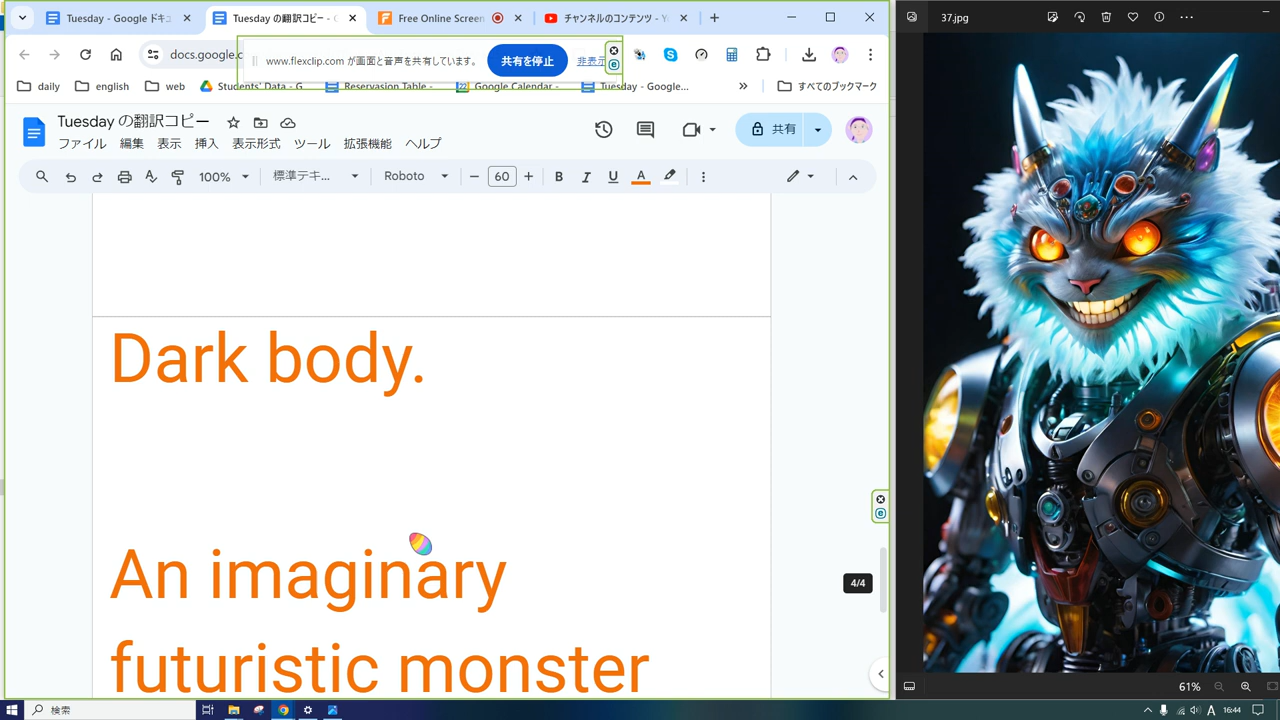 Tuesday - Google ドキュ
Tuesday の翻訳コピー - G
Free Online Screen
チャンネルのコンテンツ - Y
docs.google.c
www.flexclip.com が画面と音声を共有しています。
共有を停止
非表示
daily
english
web
Students' Data - G
Reservasion Table -
Google Calendar -
Tuesday - Google...
»
すべてのブックマーク
Tuesday の翻訳コピー
ファイル 編集 表示 挿入 表示形式 ツール 拡張機能 ヘルプ
共有
100%
標準テキ...
Roboto
60
B I U A
Dark body.
An imaginary
futuristic monster
4/4
37.jpg
61%
検索
A 16:44